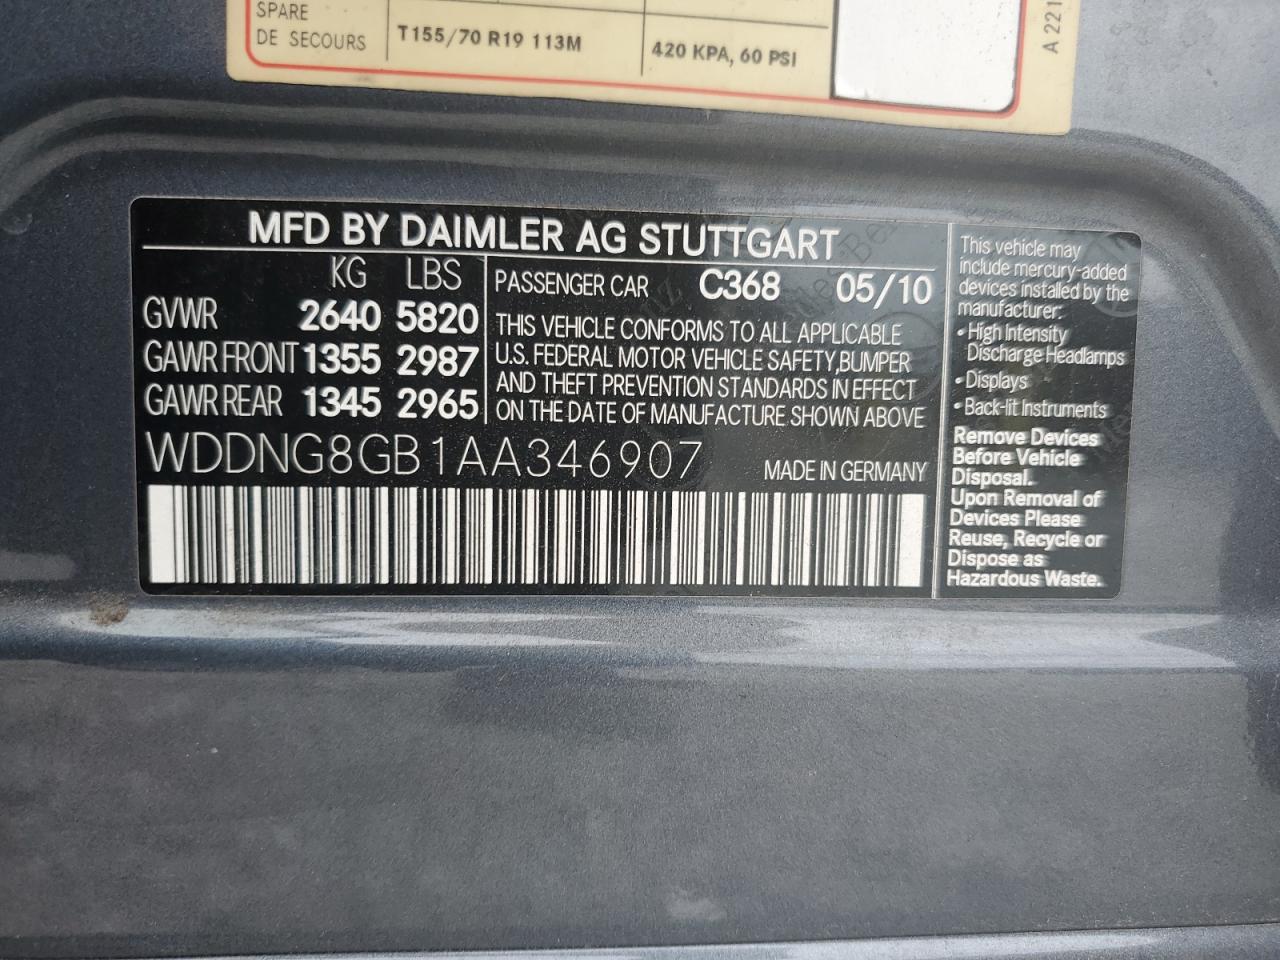 SPARE
DE SECOURS
T155/70 R19 113M
420 KPA, 60 PSI
A 221
MFD BY DAIMLER AG STUTTGART
KG LBS
GVWR 2640 5820
GAWR FRONT 1355 2987
GAWR REAR 1345 2965
PASSENGER CAR C368 05/10
THIS VEHICLE CONFORMS TO ALL APPLICABLE
U.S. FEDERAL MOTOR VEHICLE SAFETY,BUMPER
AND THEFT PREVENTION STANDARDS IN EFFECT
ON THE DATE OF MANUFACTURE SHOWN ABOVE
WDDNG8GB1AA346907
MADE IN GERMANY
This vehicle may
include mercury-added
devices installed by the
manufacturer:
• High Intensity
Discharge Headlamps
• Displays
• Back-lit Instruments
Remove Devices
Before Vehicle
Disposal.
Upon Removal of
Devices Please
Reuse, Recycle or
Dispose as
Hazardous Waste.